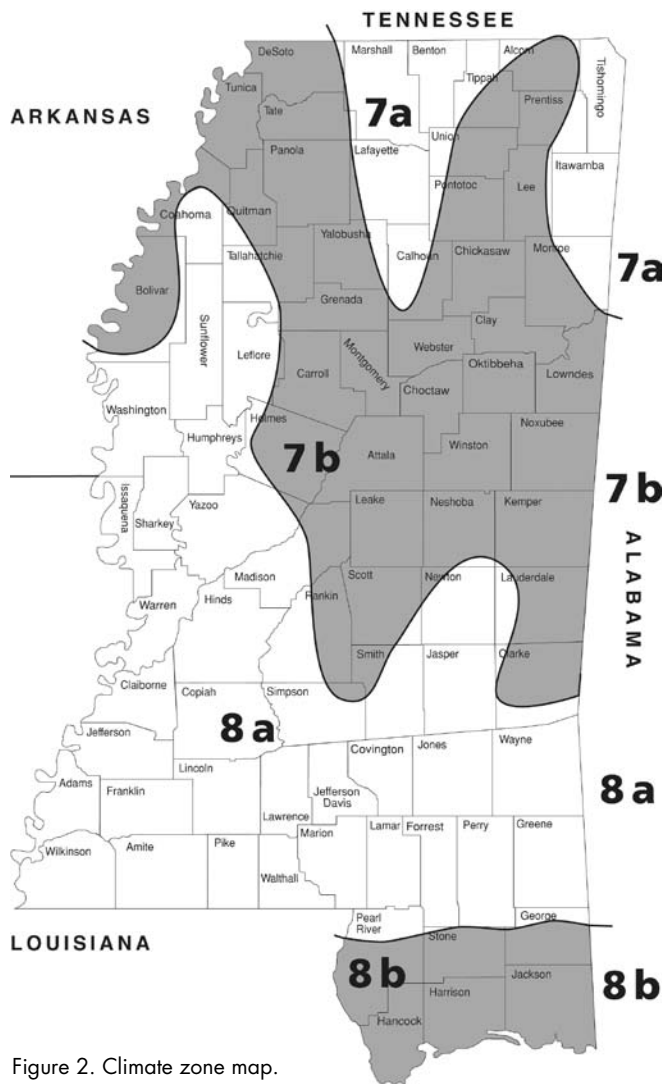 TENNESSEE
DeSoto
Marshall
Benton
Alcorn
Tippah
Tishomingo
Tunica
Prentiss
ARKANSAS
Tate
7a
Union
Panola
Lafayette
Itawamba
Pontotoc
Lee
Coahoma
Quitman
Yalobusha
Tallahatchie
Calhoun
Chickasaw
Monroe
7a
Bolivar
Grenada
Sunflower
Clay
Leflore
Montgomery
Webster
Carroll
Oktibbeha
Choctaw
Lowndes
Washington
Holmes
Noxubee
Humphreys
7b
Attala
Winston
7b
Issaquena
Yazoo
Leake
Neshoba
Kemper
Sharkey
ALABAMA
Madison
Scott
Newton
Lauderdale
Warren
Hinds
Rankin
Smith
Jasper
Clarke
Claiborne
Copiah
Simpson
8a
Jefferson
Covington
Jones
Wayne
Lincoln
8a
Adams
Franklin
Jefferson
Davis
Lawrence
Marion
Lamar
Forrest
Perry
Greene
Wilkinson
Amite
Pike
Walthall
Pearl
River
George
LOUISIANA
Stone
8b
Jackson
8b
Harrison
Hancock
Figure 2. Climate zone map.